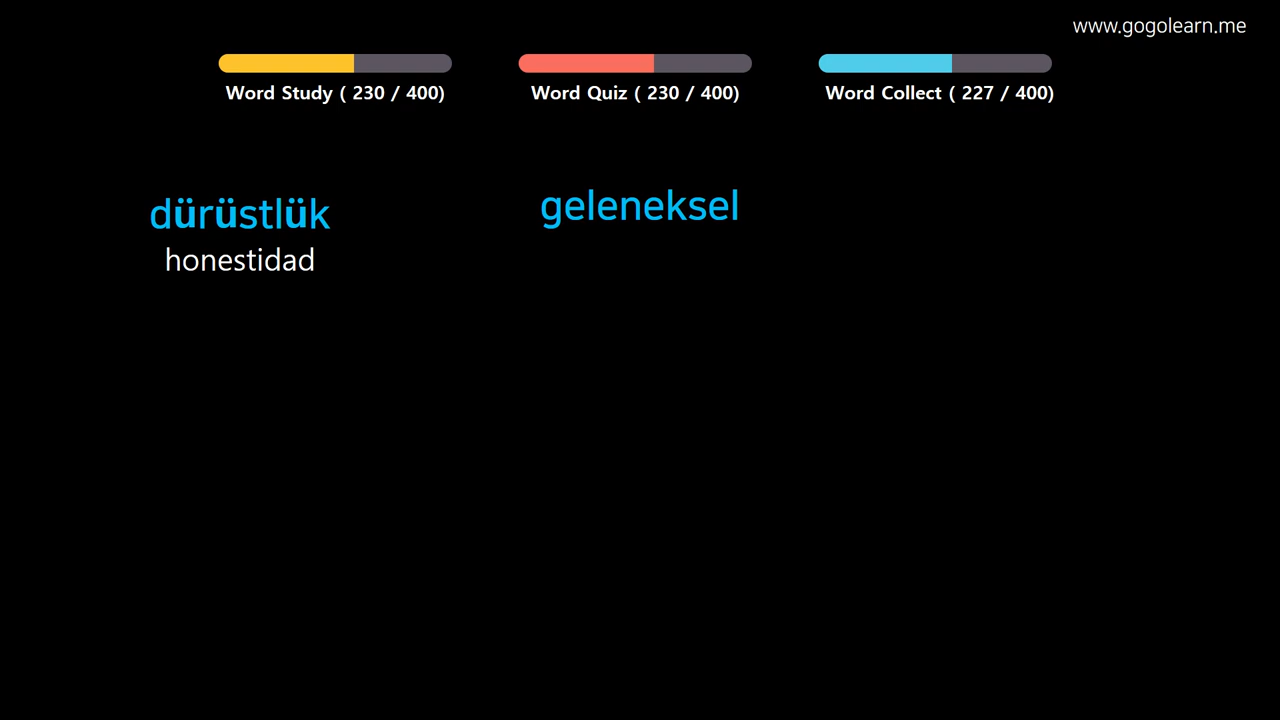 www.gogolearn.me
Word Study ( 230 / 400)
Word Quiz ( 230 / 400)
Word Collect ( 227 / 400)
dürüstlük
honestidad
geleneksel